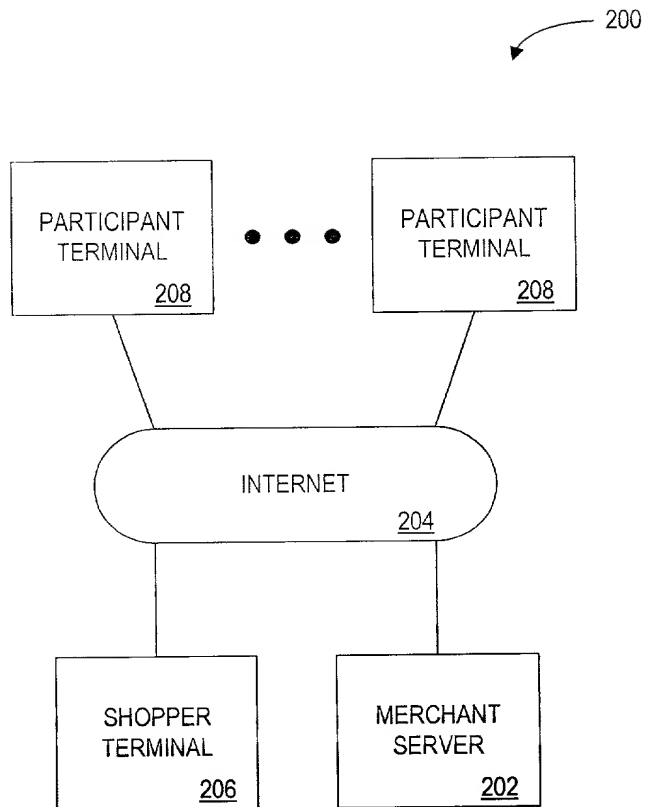 200
PARTICIPANT
TERMINAL
208
PARTICIPANT
TERMINAL
208
INTERNET
204
SHOPPER
TERMINAL
206
MERCHANT
SERVER
202